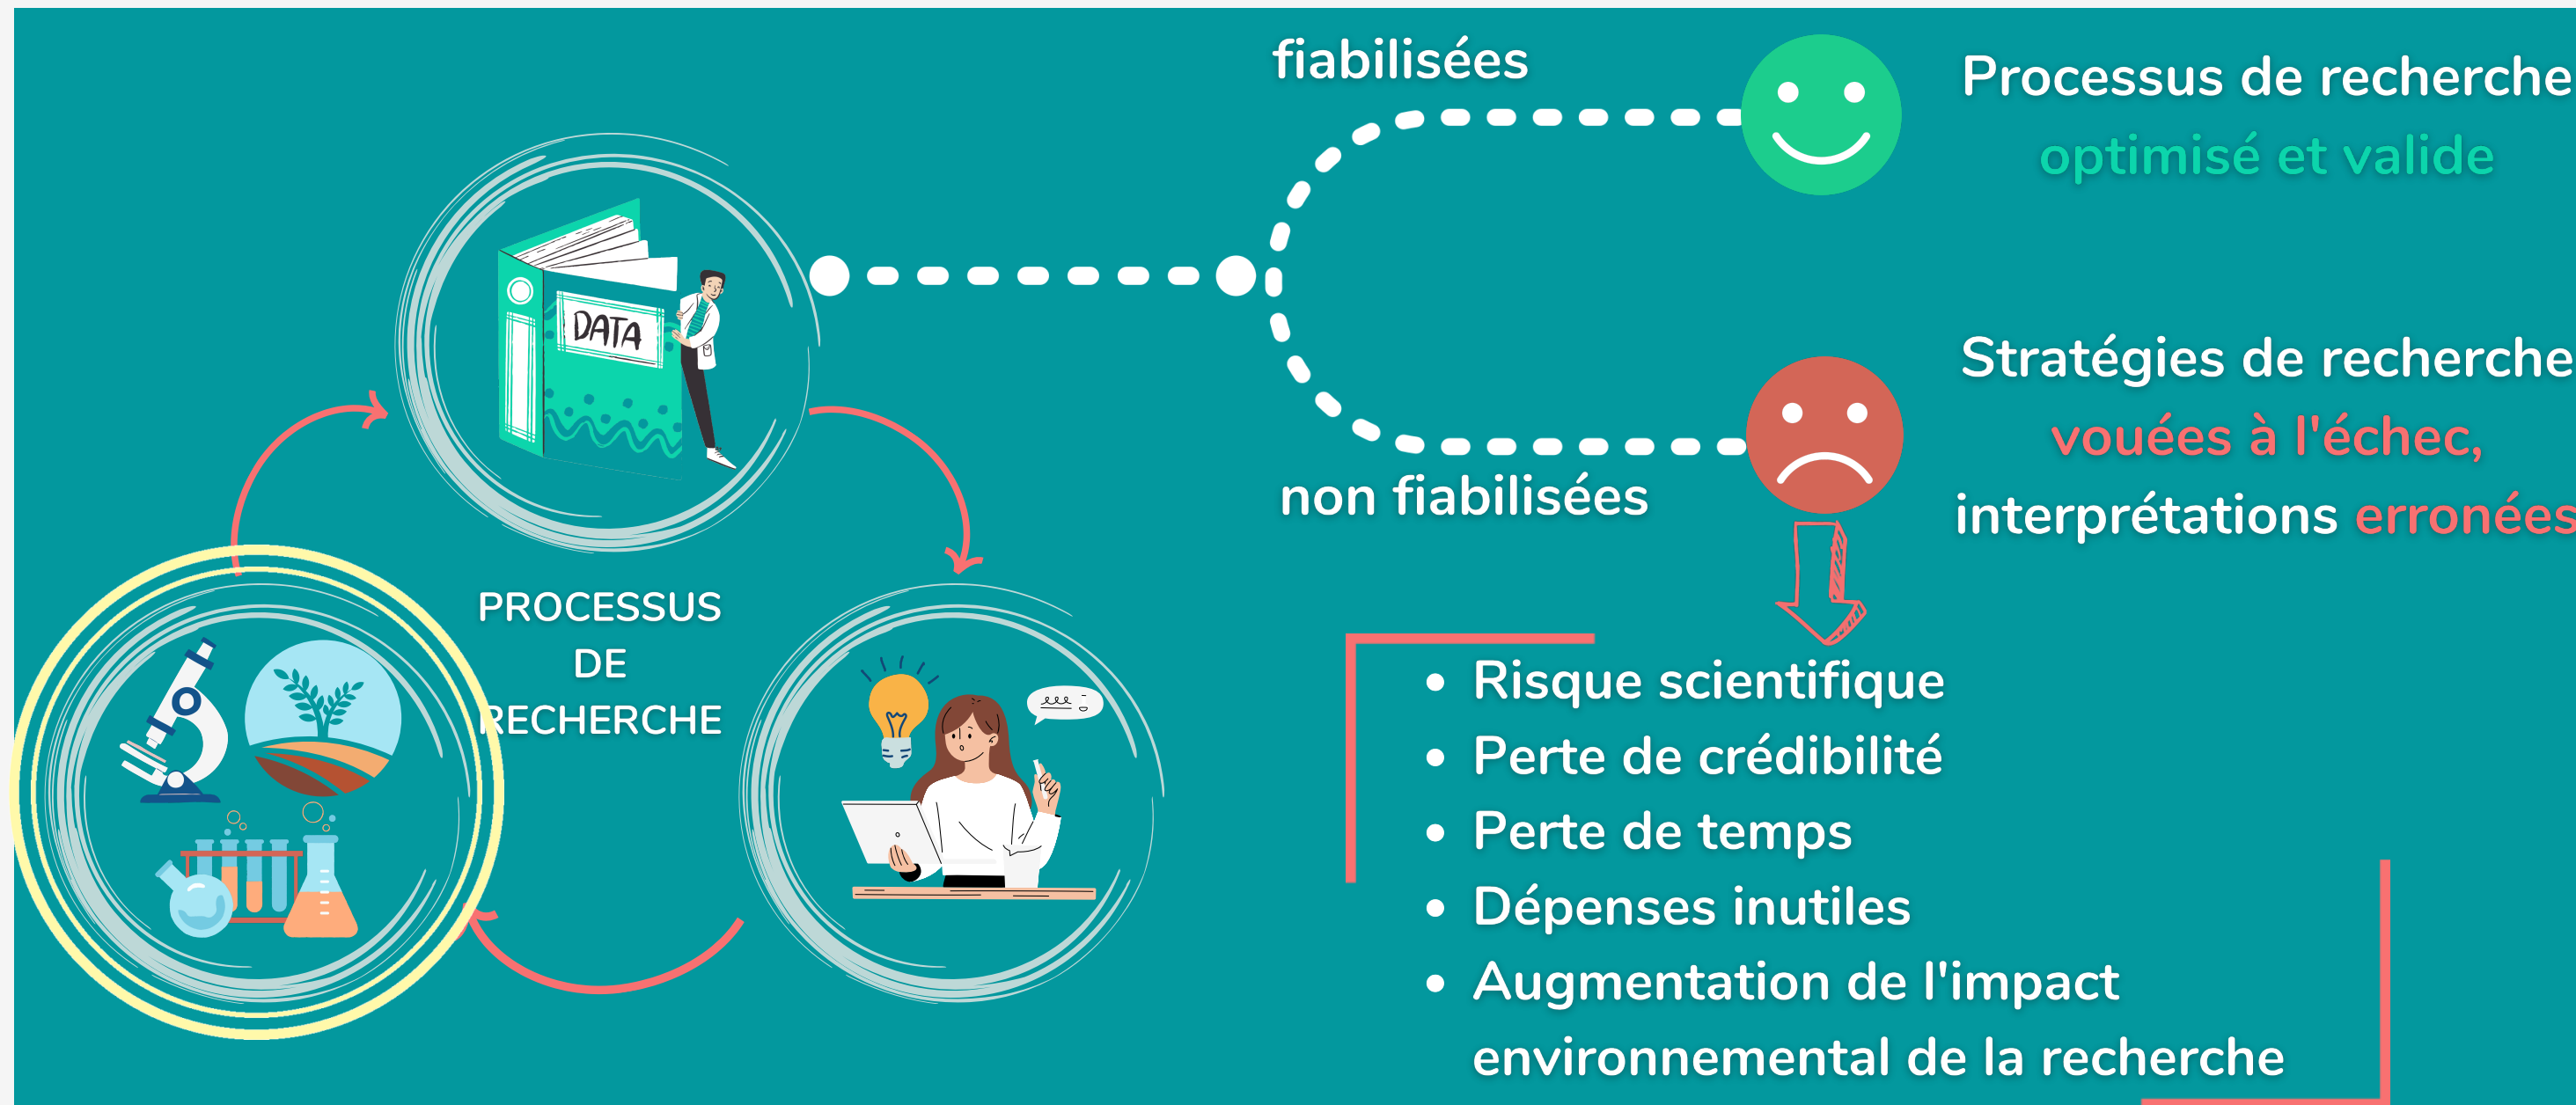 fiabilisées
Processus de recherche
optimisé et valide
DATA
Stratégies de recherche
vouées à l'échec,
interprétations erronées
non fiabilisées
PROCESSUS
DE
RECHERCHE
• Risque scientifique
• Perte de crédibilité
• Perte de temps
• Dépenses inutiles
• Augmentation de l'impact
environnemental de la recherche